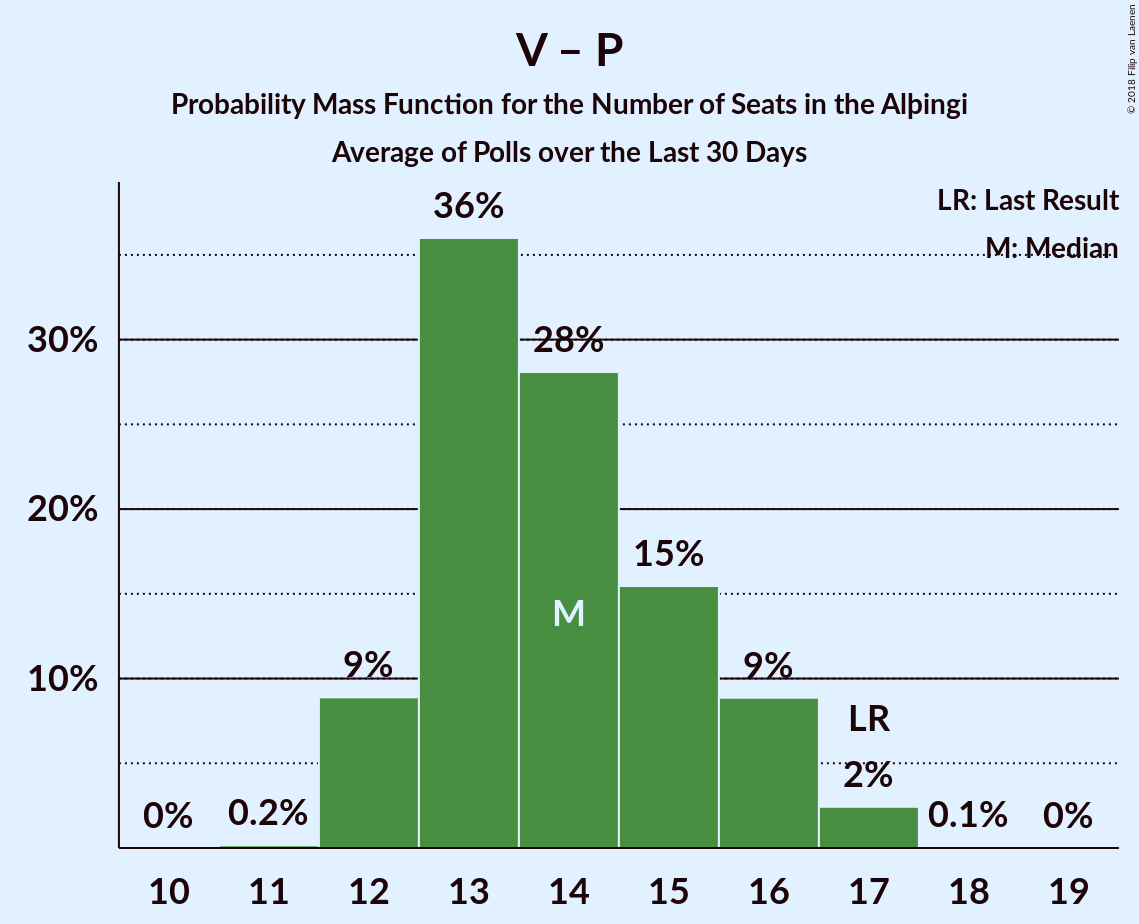 V – P
Probability Mass Function for the Number of Seats in the Alþingi
Average of Polls over the Last 30 Days
© 2018 Filip van Laenen
LR: Last Result
M: Median
36%
30%
28%
20%
15%
M
10%
9%
9%
LR
2%
0%
0.2%
0.1%
0%
10 11 12 13 14 15 16 17 18 19